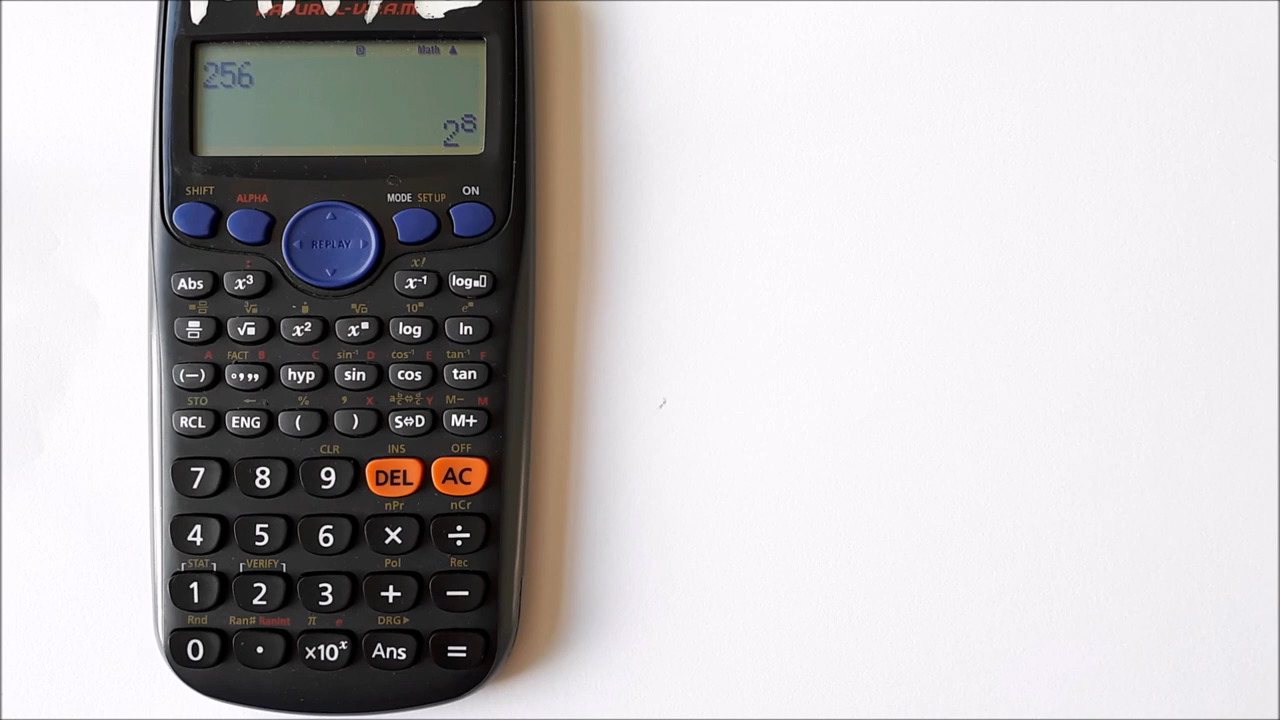 NATURAL-V.P.A.M.
D Math ▲
256
2⁸
SHIFT ALPHA MODE SETUP ON
REPLAY
: x!
Abs x³ x⁻¹ log■□
³√■ ■√□ 10■ e■
√■ x² x■ log ln
A FACT B C sin⁻¹ D cos⁻¹ E tan⁻¹ F
(−) °,,, hyp sin cos tan
STO ← % , X a b/c⇔d/c Y M− M
RCL ENG ( ) S⇔D M+
CLR INS OFF
7 8 9 DEL AC
nPr nCr
4 5 6 × ÷
STAT VERIFY Pol Rec
1 2 3 + −
Rnd Ran# RanInt π e DRG▶
0 . ×10ˣ Ans =